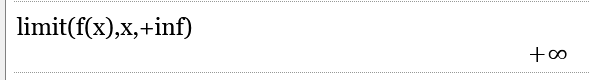 limit(f(x),x,+inf)
+∞